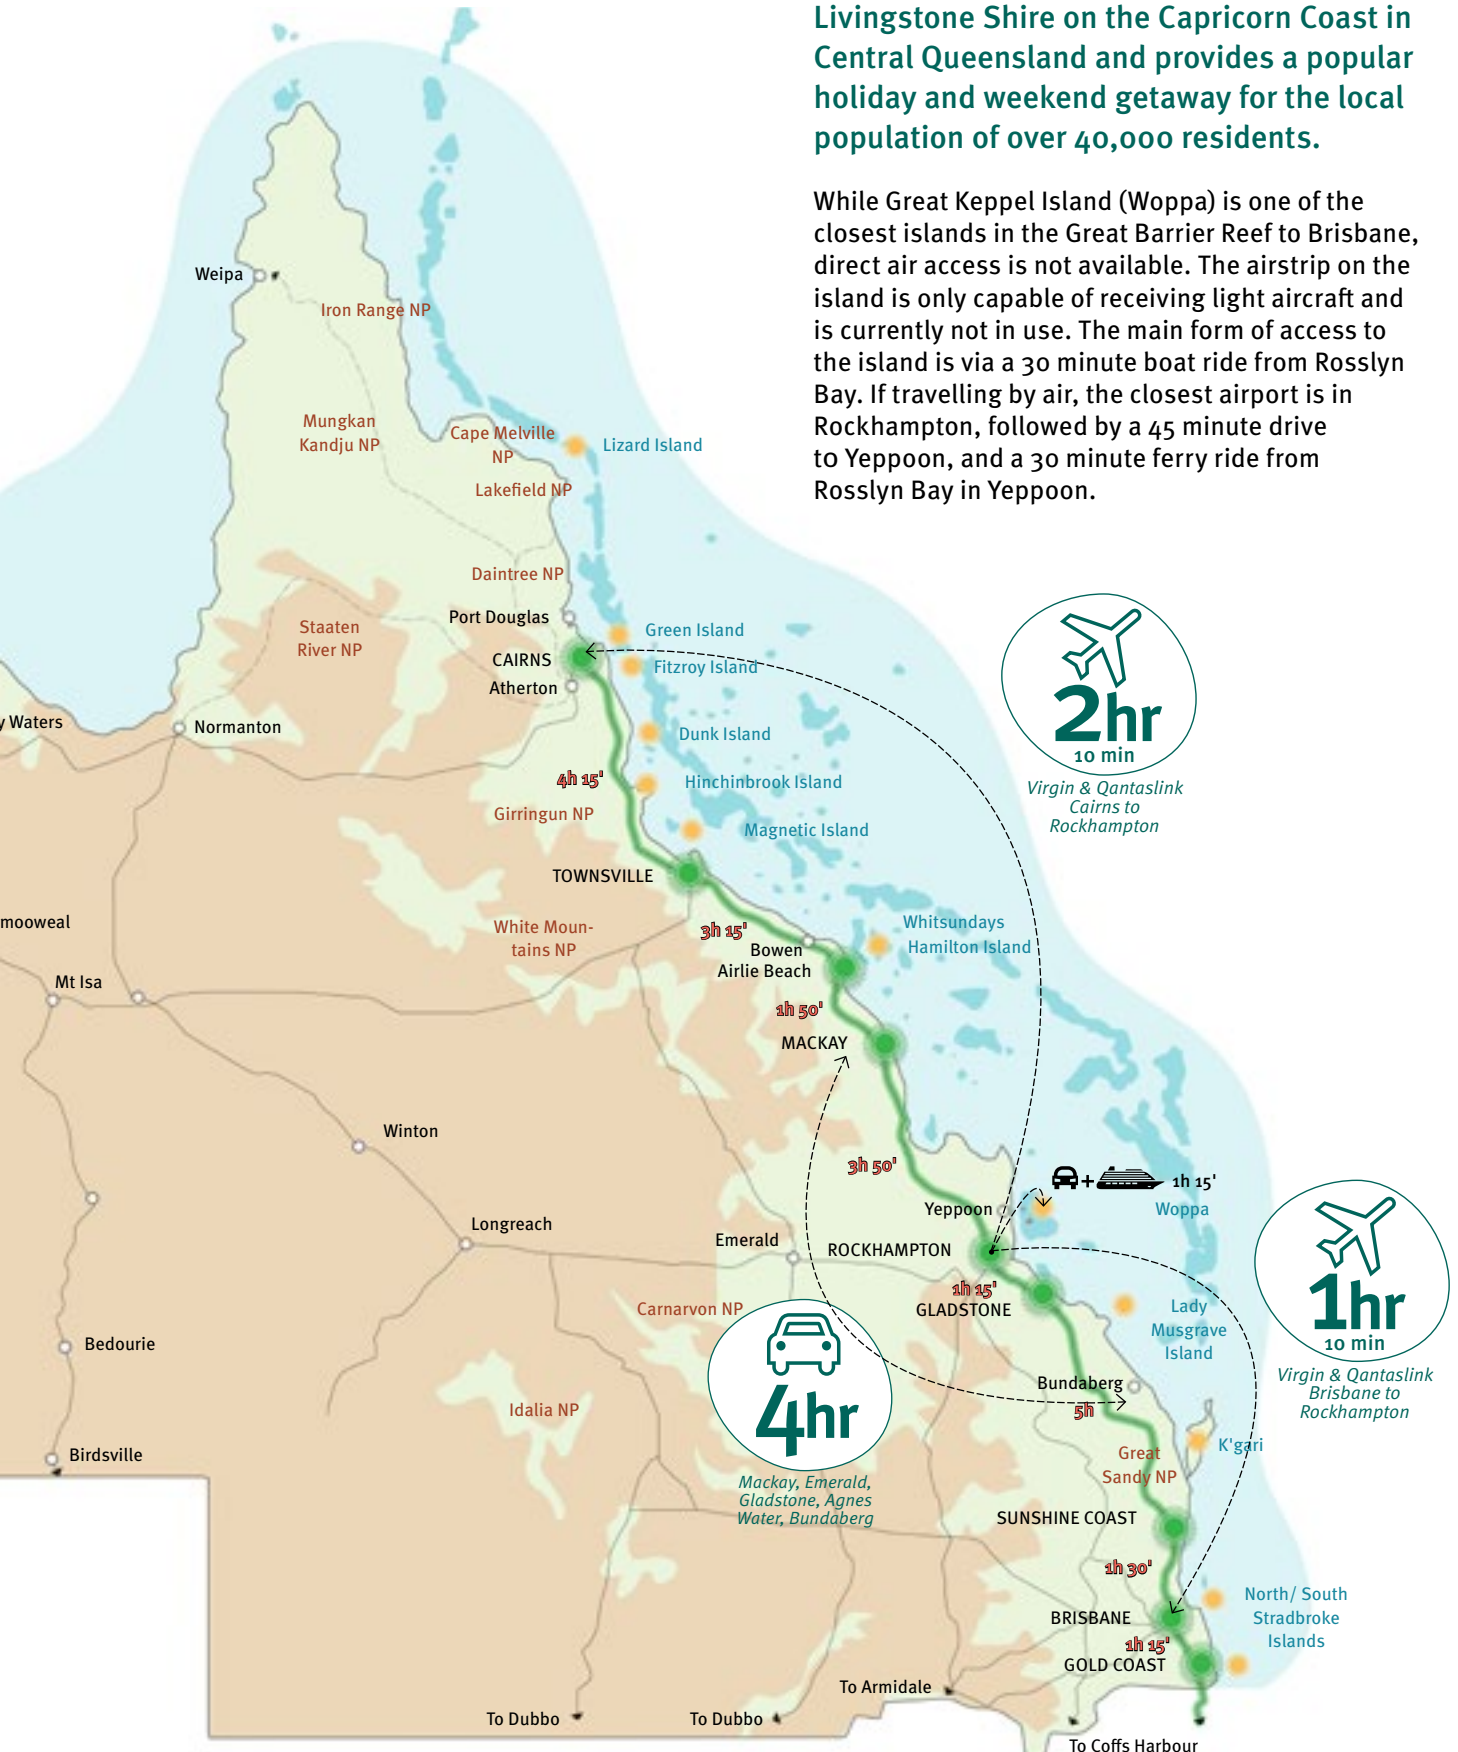 Livingstone Shire on the Capricorn Coast in
Central Queensland and provides a popular
holiday and weekend getaway for the local
population of over 40,000 residents.
While Great Keppel Island (Woppa) is one of the
closest islands in the Great Barrier Reef to Brisbane,
direct air access is not available. The airstrip on the
island is only capable of receiving light aircraft and
is currently not in use. The main form of access to
the island is via a 30 minute boat ride from Rosslyn
Bay. If travelling by air, the closest airport is in
Rockhampton, followed by a 45 minute drive
to Yeppoon, and a 30 minute ferry ride from
Rosslyn Bay in Yeppoon.
Weipa
Iron Range NP
Mungkan
Kandju NP
Cape Melville
NP
Lizard Island
Lakefield NP
Daintree NP
Port Douglas
Staaten
River NP
Green Island
CAIRNS
Fitzroy Island
Atherton
y Waters
Normanton
Dunk Island
2hr
10 min
Virgin & Qantaslink
Cairns to
Rockhampton
4h 15'
Hinchinbrook Island
Girringun NP
Magnetic Island
TOWNSVILLE
mooweal
White Moun-
tains NP
3h 15'
Whitsundays
Hamilton Island
Bowen
Airlie Beach
Mt Isa
1h 50'
MACKAY
Winton
3h 50'
+
1h 15'
Yeppoon
Woppa
Longreach
Emerald
ROCKHAMPTON
1h 15'
GLADSTONE
Carnarvon NP
Lady
Musgrave
Island
1hr
10 min
Virgin & Qantaslink
Brisbane to
Rockhampton
Bedourie
4hr
Mackay, Emerald,
Gladstone, Agnes
Water, Bundaberg
Bundaberg
5h
Idalia NP
K'gari
Birdsville
Great
Sandy NP
SUNSHINE COAST
1h 30'
North/ South
Stradbroke
Islands
BRISBANE
1h 15'
GOLD COAST
To Armidale
To Dubbo
To Dubbo
To Coffs Harbour